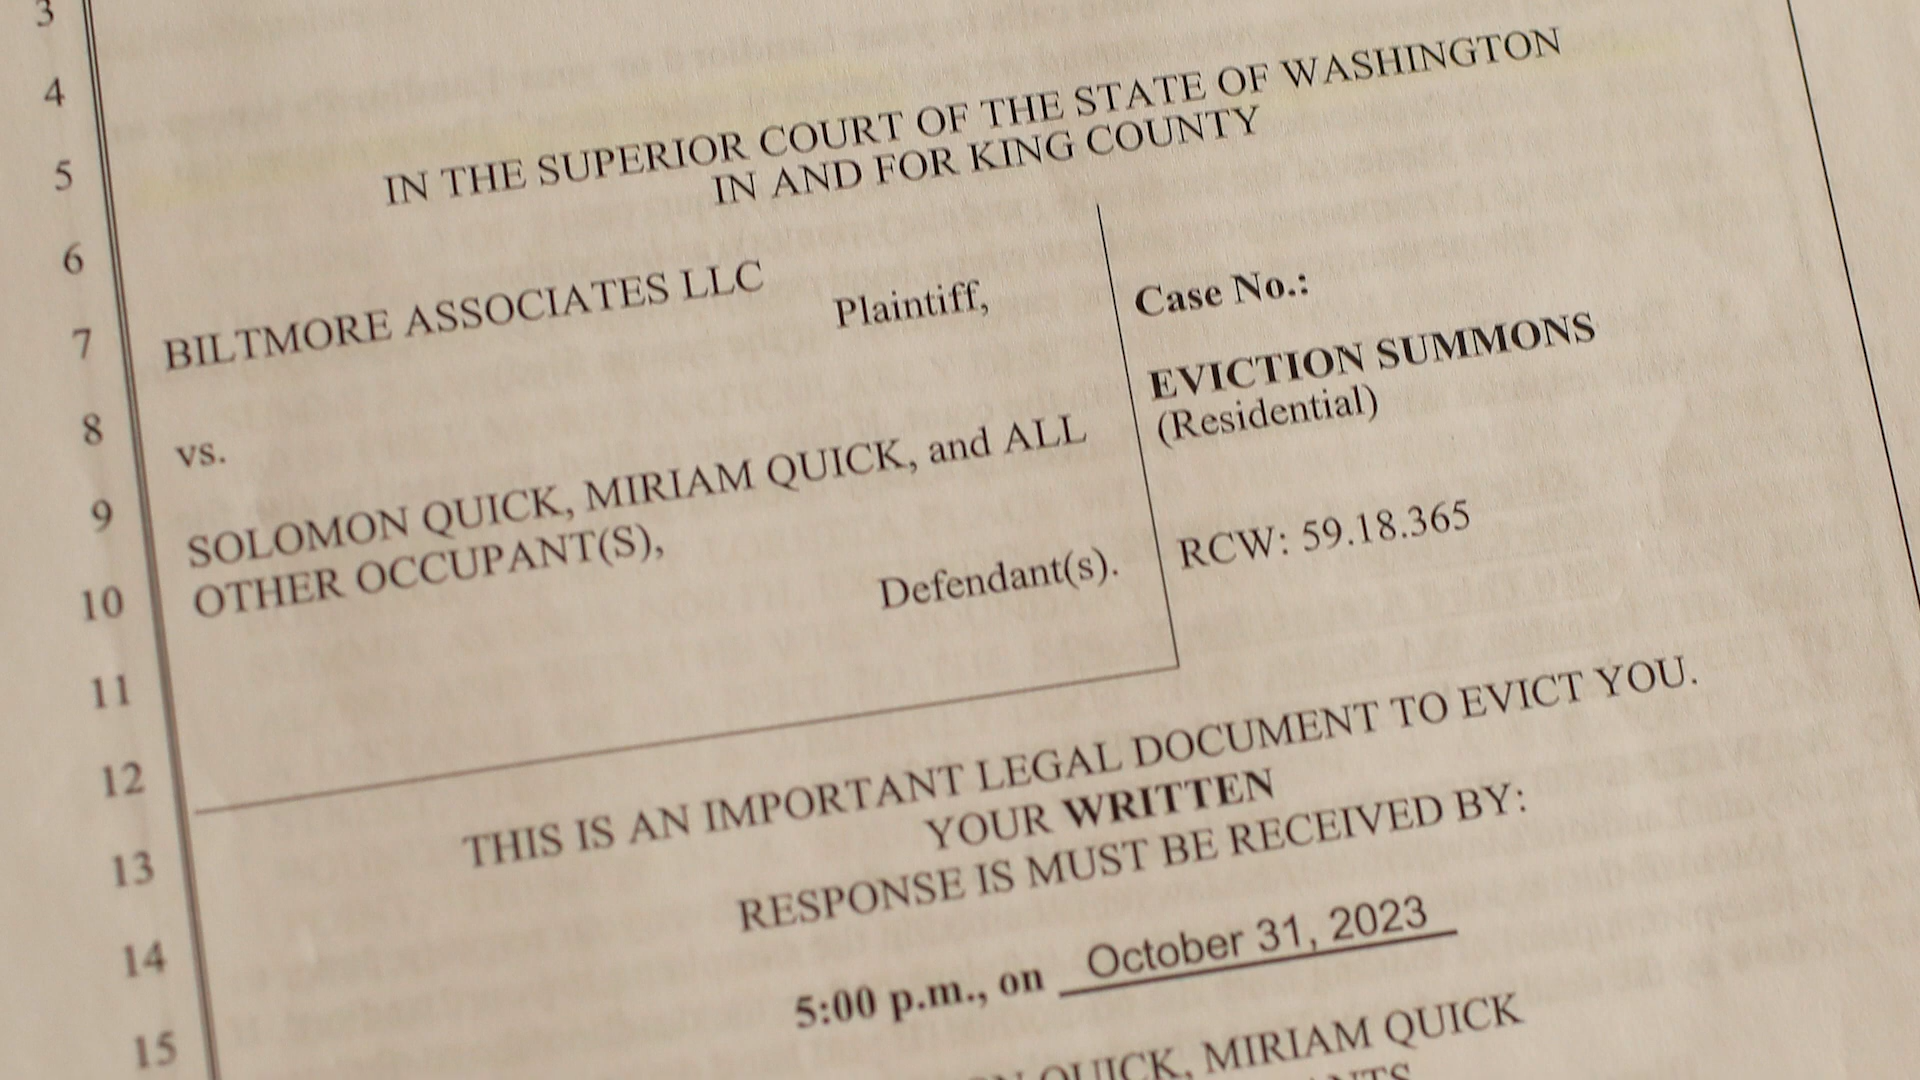 3
4
IN THE SUPERIOR COURT OF THE STATE OF WASHINGTON
5
IN AND FOR KING COUNTY
6
BILTMORE ASSOCIATES LLC
7
Plaintiff,
8
vs.
9
SOLOMON QUICK, MIRIAM QUICK, and ALL
OTHER OCCUPANT(S),
10
Defendant(s).
11
Case No.:
EVICTION SUMMONS
(Residential)
RCW: 59.18.365
12
THIS IS AN IMPORTANT LEGAL DOCUMENT TO EVICT YOU.
13
YOUR WRITTEN
RESPONSE IS MUST BE RECEIVED BY:
14
5:00 p.m., on October 31, 2023
15
QUICK, MIRIAM QUICK